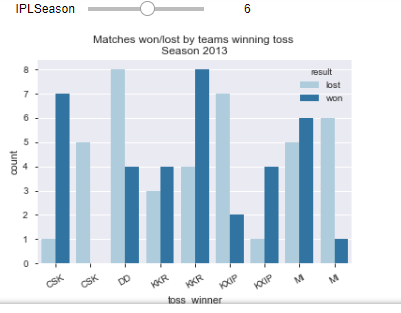 IPLSeason 6
Matches won/lost by teams winning toss
Season 2013
result
lost
won
count
8
7
6
5
4
3
2
1
0
CSK CSK DD KKR KKR KXIP KXIP MI MI
toss_winner